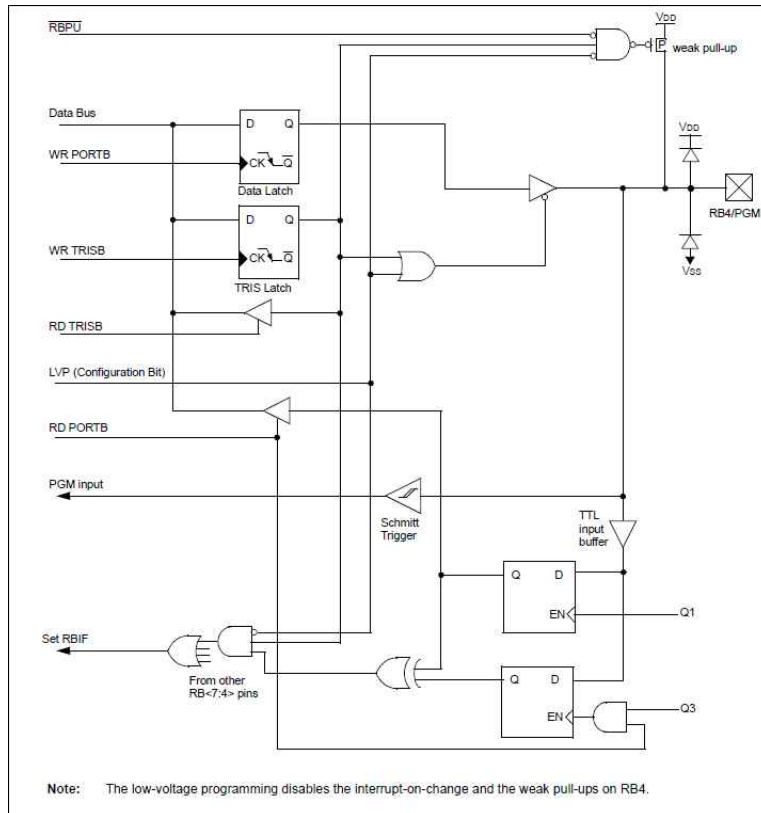 RBPU
VDD
P
weak pull-up
Data Bus
D Q
VDD
WR PORTB
CK Q
Data Latch
RB4/PGM
D Q
WR TRISB
CK Q
VSS
TRIS Latch
RD TRISB
LVP (Configuration Bit)
RD PORTB
PGM input
Schmitt
Trigger
TTL
input
buffer
Q D
EN
Q1
Set RBIF
From other
RB<7:4> pins
Q D
EN
Q3
Note: The low-voltage programming disables the interrupt-on-change and the weak pull-ups on RB4.